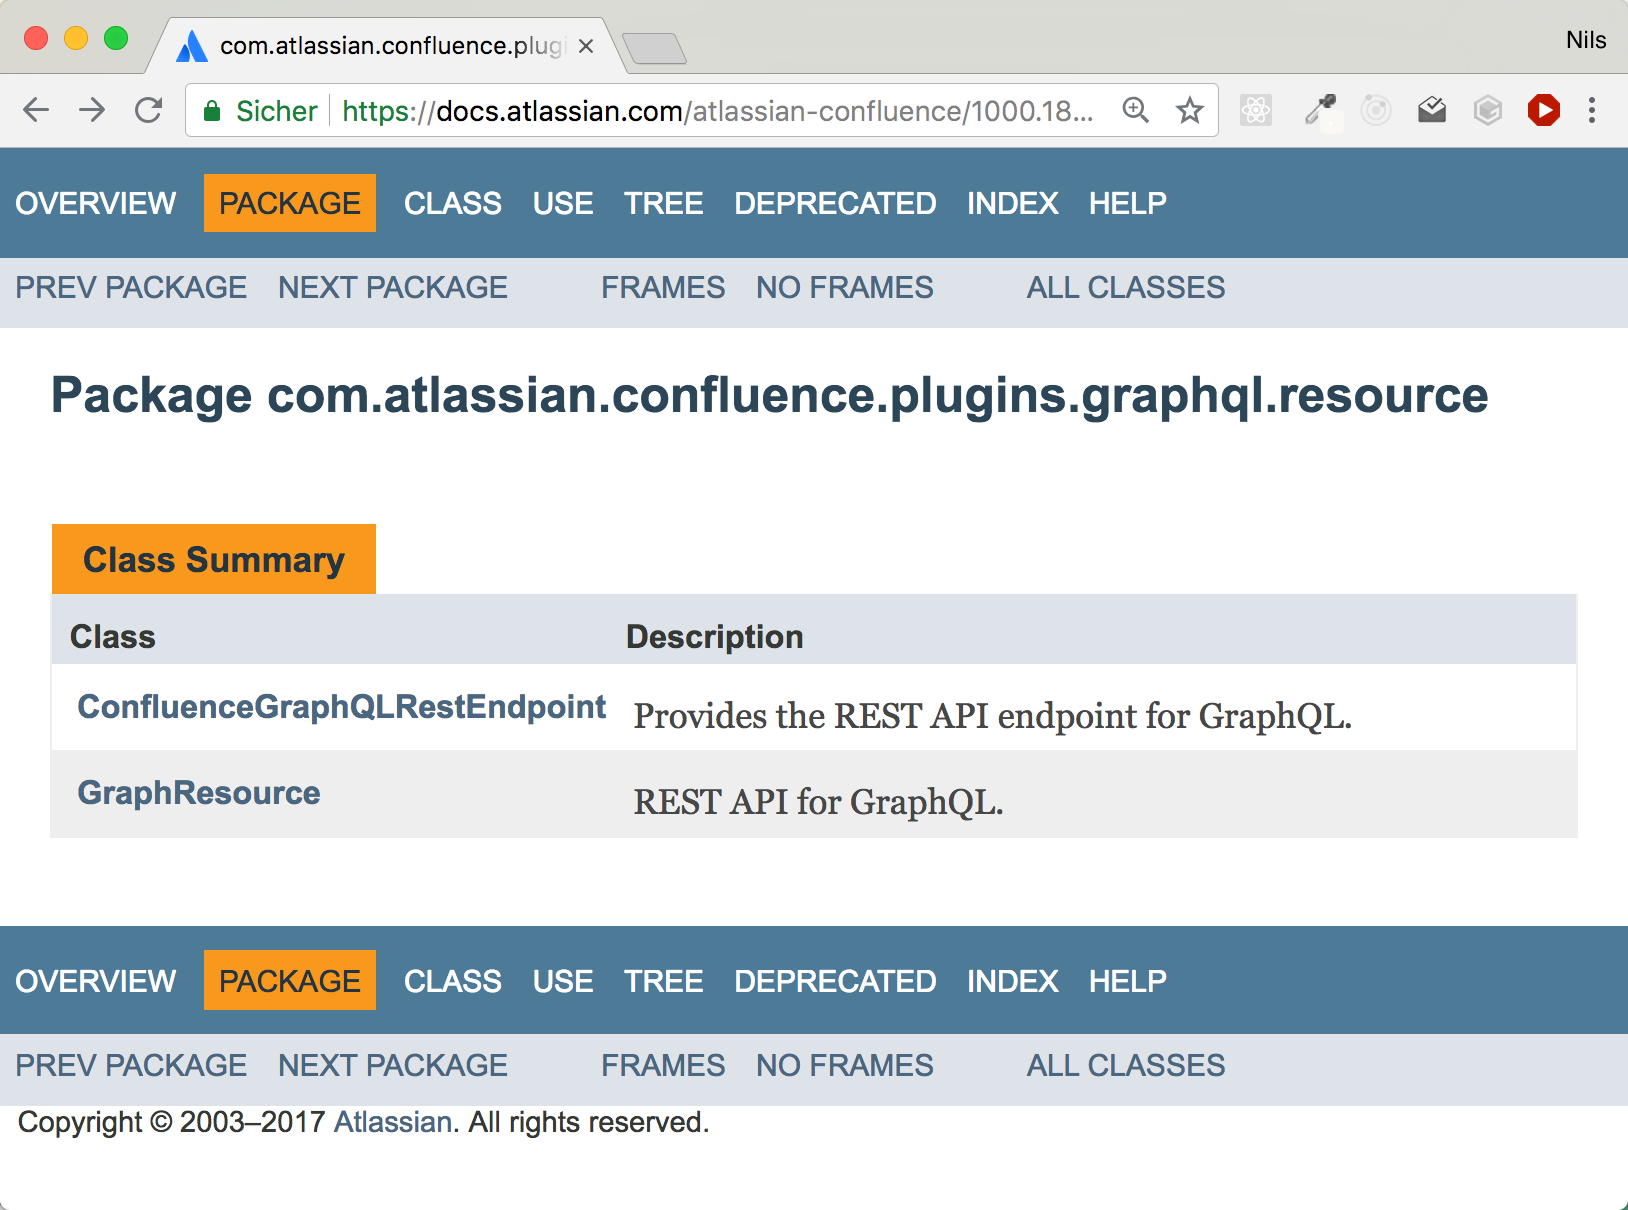 com.atlassian.confluence.plugi
Nils
Sicher https://docs.atlassian.com/atlassian-confluence/1000.18...
OVERVIEW PACKAGE CLASS USE TREE DEPRECATED INDEX HELP
PREV PACKAGE NEXT PACKAGE FRAMES NO FRAMES ALL CLASSES
Package com.atlassian.confluence.plugins.graphql.resource
Class Summary
Class Description
ConfluenceGraphQLRestEndpoint Provides the REST API endpoint for GraphQL.
GraphResource REST API for GraphQL.
OVERVIEW PACKAGE CLASS USE TREE DEPRECATED INDEX HELP
PREV PACKAGE NEXT PACKAGE FRAMES NO FRAMES ALL CLASSES
Copyright © 2003–2017 Atlassian. All rights reserved.